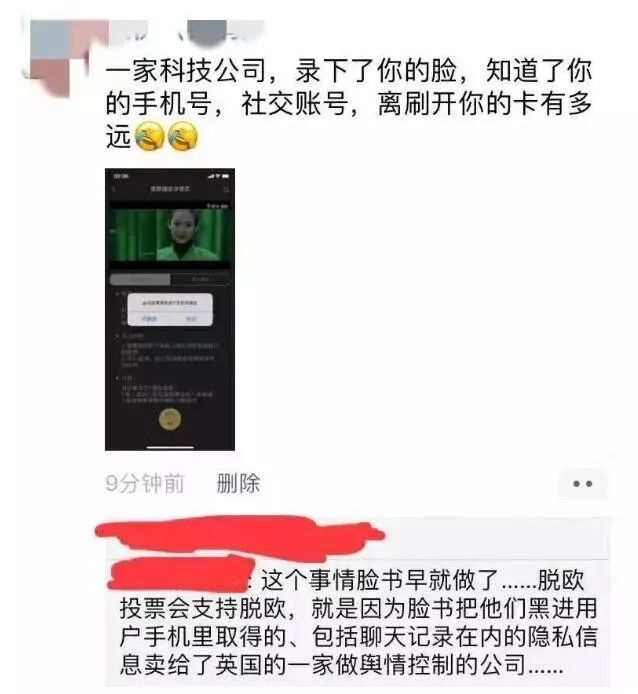 一家科技公司，录下了你的脸，知道了你
的手机号，社交账号，离刷开你的卡有多
远😂😂
9分钟前 删除
：这个事情脸书早就做了……脱欧
投票会支持脱欧，就是因为脸书把他们黑进用
户手机里取得的、包括聊天记录在内的隐私信
息卖给了英国的一家做舆情控制的公司……